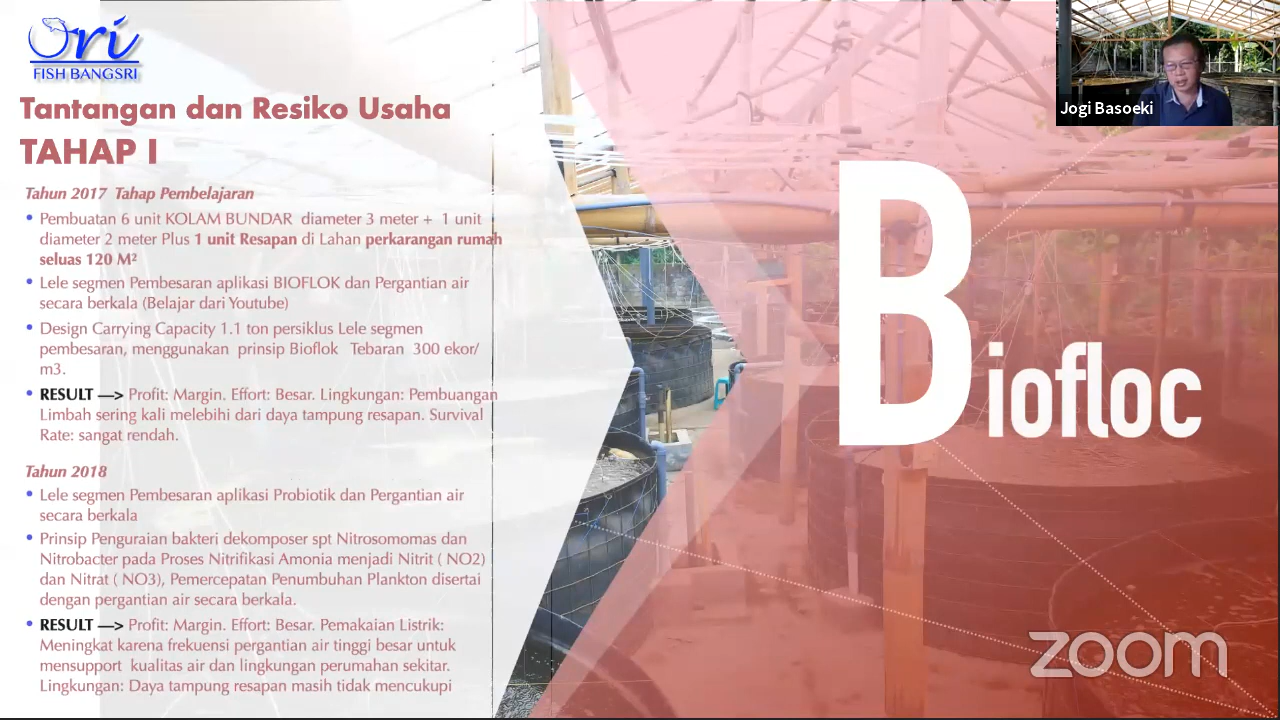 Ori
FISH BANGSRI
Tantangan dan Resiko Usaha
TAHAP I
Tahun 2017 Tahap Pembelajaran
• Pembuatan 6 unit KOLAM BUNDAR diameter 3 meter + 1 unit
diameter 2 meter Plus 1 unit Resapan di Lahan perkarangan rumah
seluas 120 M²
• Lele segmen Pembesaran aplikasi BIOFLOK dan Pergantian air
secara berkala (Belajar dari Youtube)
• Design Carrying Capacity 1.1 ton persiklus Lele segmen
pembesaran, menggunakan prinsip Bioflok Tebaran 300 ekor/
m3.
• RESULT —> Profit: Margin. Effort: Besar. Lingkungan: Pembuangan
Limbah sering kali melebihi dari daya tampung resapan. Survival
Rate: sangat rendah.
Tahun 2018
• Lele segmen Pembesaran aplikasi Probiotik dan Pergantian air
secara berkala
• Prinsip Penguraian bakteri dekomposer spt Nitrosomomas dan
Nitrobacter pada Proses Nitrifikasi Amonia menjadi Nitrit ( NO2)
dan Nitrat ( NO3), Pemercepatan Penumbuhan Plankton disertai
dengan pergantian air secara berkala.
• RESULT —> Profit: Margin. Effort: Besar. Pemakaian Listrik:
Meningkat karena frekuensi pergantian air tinggi besar untuk
mensupport kualitas air dan lingkungan perumahan sekitar.
Lingkungan: Daya tampung resapan masih tidak mencukupi
Biofloc
Jogi Basoeki
zoom